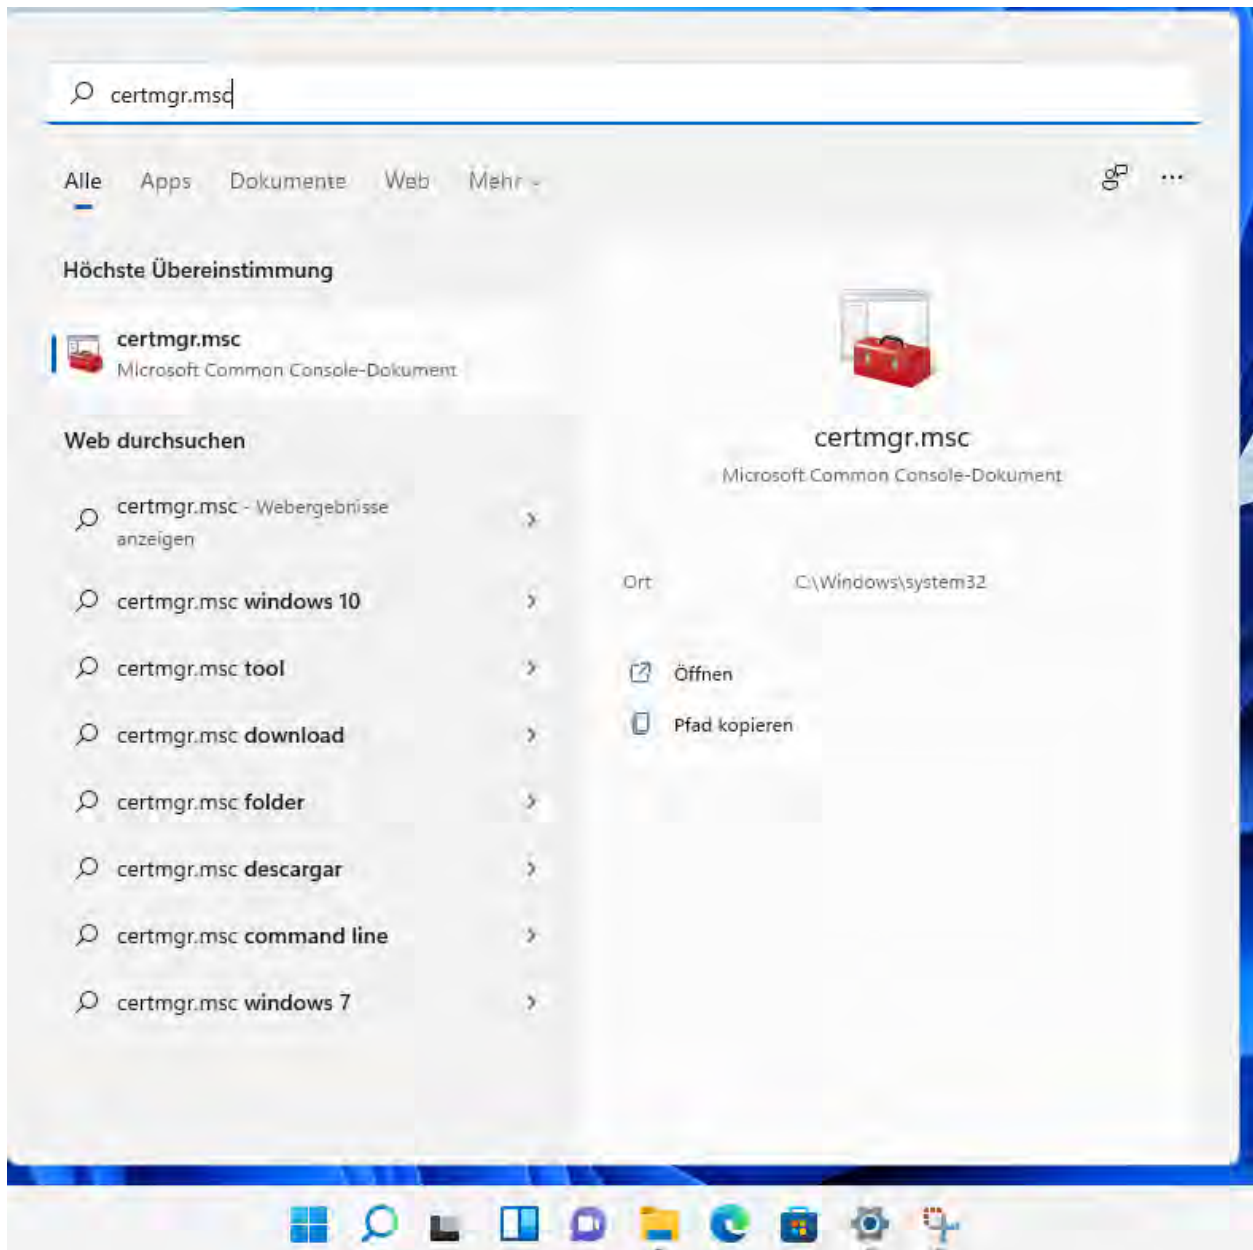 certmgr.msc
Alle Apps Dokumente Web Mehr
Höchste Übereinstimmung
certmgr.msc
Microsoft Common Console-Dokument
Web durchsuchen
certmgr.msc - Webergebnisse
anzeigen
certmgr.msc windows 10
certmgr.msc tool
certmgr.msc download
certmgr.msc folder
certmgr.msc descargar
certmgr.msc command line
certmgr.msc windows 7
certmgr.msc
Microsoft Common Console-Dokument
Ort C:\Windows\system32
Öffnen
Pfad kopieren